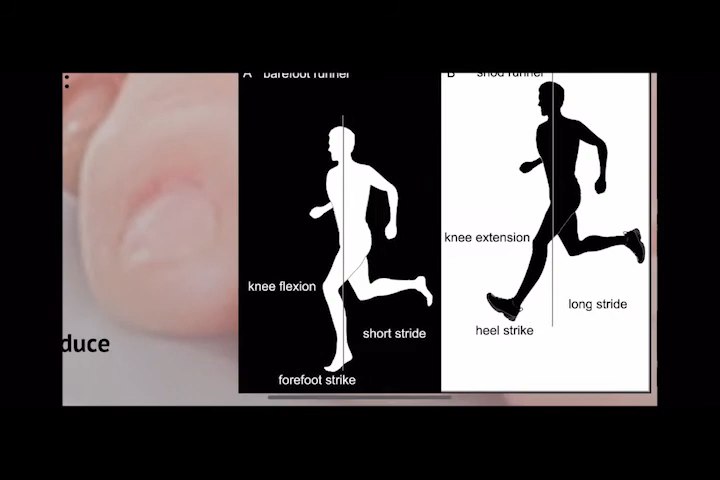 A barefoot runner
B shod runner
knee flexion
short stride
forefoot strike
knee extension
long stride
heel strike
duce